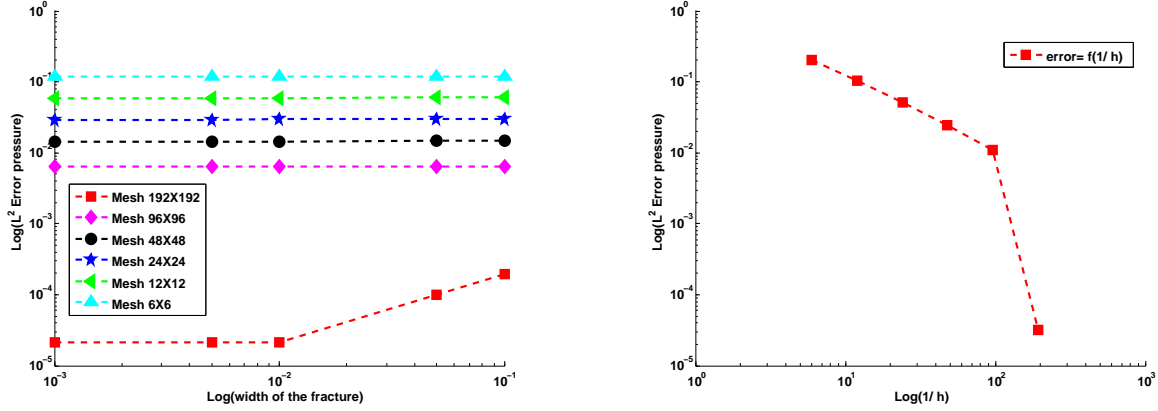 10^0
10^-1
10^-2
10^-3
10^-4
10^-5
Log(L^2 Error pressure)
Mesh 192X192
Mesh 96X96
Mesh 48X48
Mesh 24X24
Mesh 12X12
Mesh 6X6
10^-3
10^-2
10^-1
Log(width of the fracture)
10^0
10^-1
10^-2
10^-3
10^-4
10^-5
Log(L^2 Error pressure)
error= f(1/ h)
10^0
10^1
10^2
10^3
Log(1/ h)